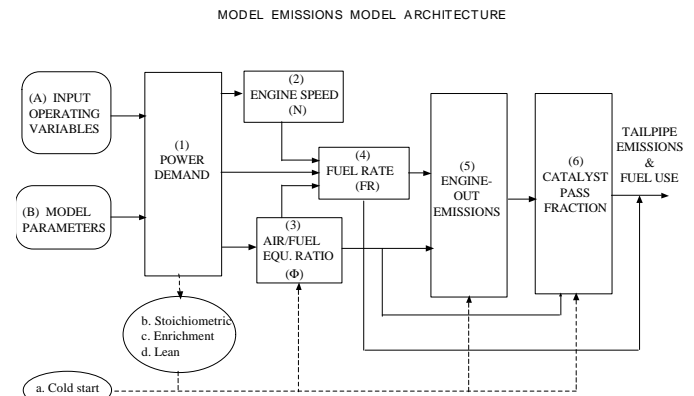 MODEL EMISSIONS MODEL ARCHITECTURE
(A) INPUT
OPERATING
VARIABLES
(B) MODEL
PARAMETERS
(1)
POWER
DEMAND
(2)
ENGINE SPEED
(N)
(4)
FUEL RATE
(FR)
(3)
AIR/FUEL
EQU. RATIO
(Φ)
(5)
ENGINE-
OUT
EMISSIONS
(6)
CATALYST
PASS
FRACTION
TAILPIPE
EMISSIONS
&
FUEL USE
b. Stoichiometric
c. Enrichment
d. Lean
a. Cold start